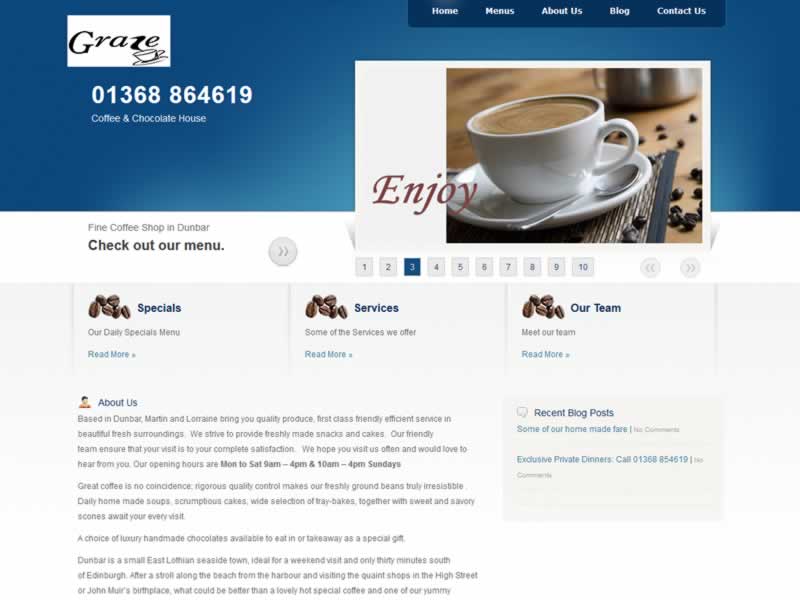 Home Menus About Us Blog Contact Us
Graze
01368 864619
Coffee & Chocolate House
Enjoy
Fine Coffee Shop in Dunbar
Check out our menu.
1 2 3 4 5 6 7 8 9 10
Specials
Our Daily Specials Menu
Read More »
Services
Some of the Services we offer
Read More »
Our Team
Meet our team
Read More »
About Us
Based in Dunbar, Martin and Lorraine bring you quality produce, first class friendly efficient service in
beautiful fresh surroundings. We strive to provide freshly made snacks and cakes. Our friendly
team ensure that your visit is to your complete satisfaction. We hope you visit us often and would love to
hear from you. Our opening hours are Mon to Sat 9am – 4pm & 10am – 4pm Sundays
Great coffee is no coincidence; rigorous quality control makes our freshly ground beans truly irresistible .
Daily home made soups, scrumptious cakes, wide selection of tray-bakes, together with sweet and savory
scones await your every visit.
A choice of luxury handmade chocolates available to eat in or takeaway as a special gift.
Dunbar is a small East Lothian seaside town, ideal for a weekend visit and only thirty minutes south
of Edinburgh. After a stroll along the beach from the harbour and visiting the quaint shops in the High Street
or John Muir's birthplace, what could be better than a lovely hot special coffee and one of our yummy
Recent Blog Posts
Some of our home made fare | No Comments
Exclusive Private Dinners: Call 01368 854619 | No
Comments